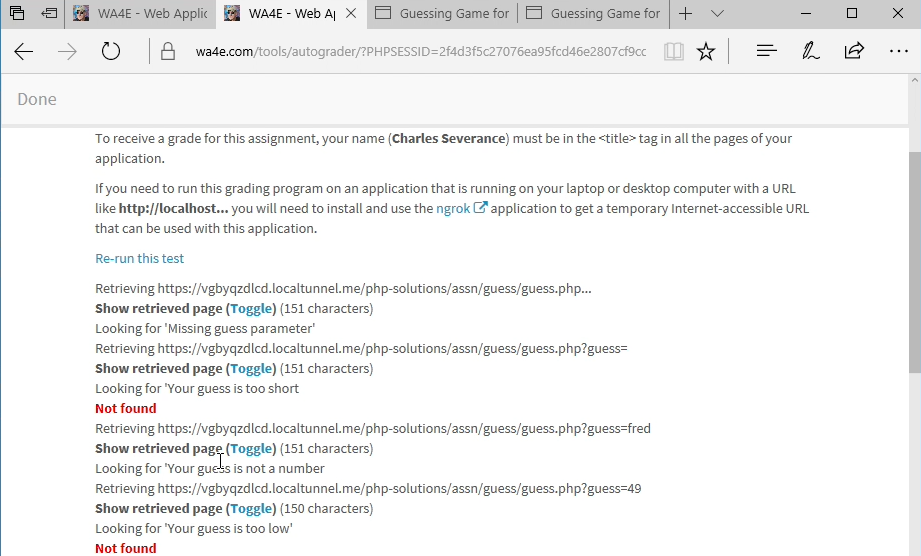 WA4E - Web Applic
WA4E - Web Ap
Guessing Game for
Guessing Game for
wa4e.com/tools/autograder/?PHPSESSID=2f4d3f5c27076ea95fcd46e2807cf9cc
Done
To receive a grade for this assignment, your name (Charles Severance) must be in the <title> tag in all the pages of your
application.
If you need to run this grading program on an application that is running on your laptop or desktop computer with a URL
like http://localhost... you will need to install and use the ngrok application to get a temporary Internet-accessible URL
that can be used with this application.
Re-run this test
Retrieving https://vgbyqzdlcd.localtunnel.me/php-solutions/assn/guess/guess.php...
Show retrieved page (Toggle) (151 characters)
Looking for 'Missing guess parameter'
Retrieving https://vgbyqzdlcd.localtunnel.me/php-solutions/assn/guess/guess.php?guess=
Show retrieved page (Toggle) (151 characters)
Looking for 'Your guess is too short
Not found
Retrieving https://vgbyqzdlcd.localtunnel.me/php-solutions/assn/guess/guess.php?guess=fred
Show retrieved page (Toggle) (151 characters)
Looking for 'Your guess is not a number
Retrieving https://vgbyqzdlcd.localtunnel.me/php-solutions/assn/guess/guess.php?guess=49
Show retrieved page (Toggle) (150 characters)
Looking for 'Your guess is too low'
Not found